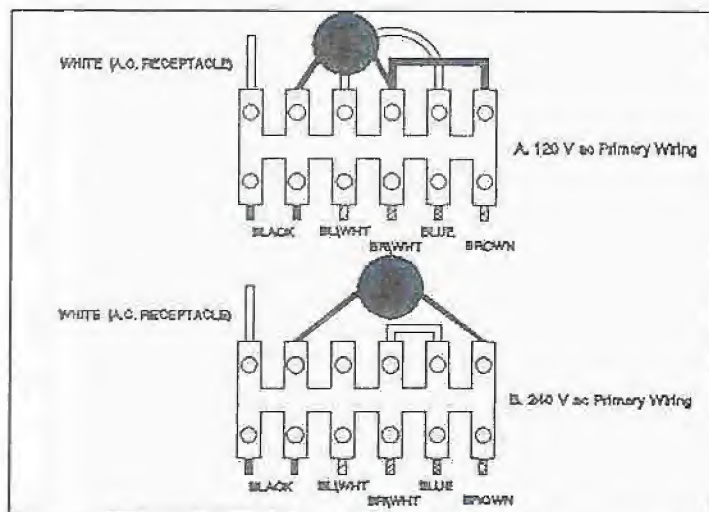 WHITE (A.C. RECEPTACLE)
A. 120 V ac Primary Wiring
BLACK
BL/WHT
BR/WHT
BLUE
BROWN
WHITE (A.C. RECEPTACLE)
B. 240 V ac Primary Wiring
BLACK
BL/WHT
BR/WHT
BLUE
BROWN